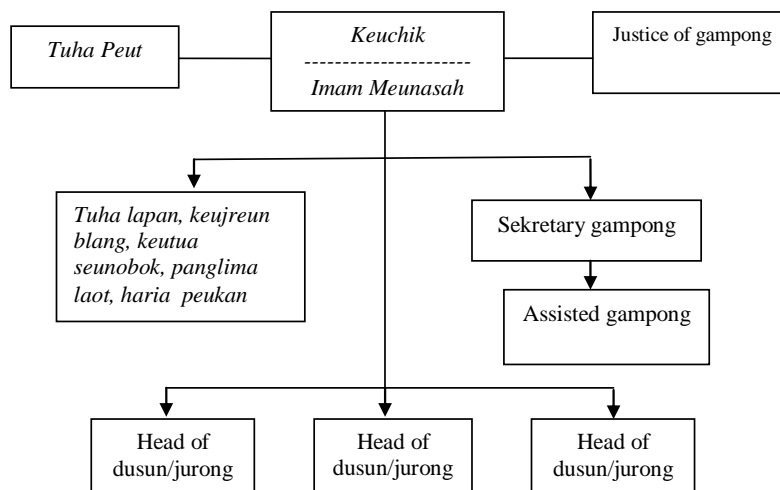 Tuha Peut
Keuchik
--------------------------
Imam Meunasah
Justice of gampong
Tuha lapan, keujreun
blang, keutua
seunobok, panglima
laot, haria peukan
Sekretary gampong
Assisted gampong
Head of
dusun/jurong
Head of
dusun/jurong
Head of
dusun/jurong